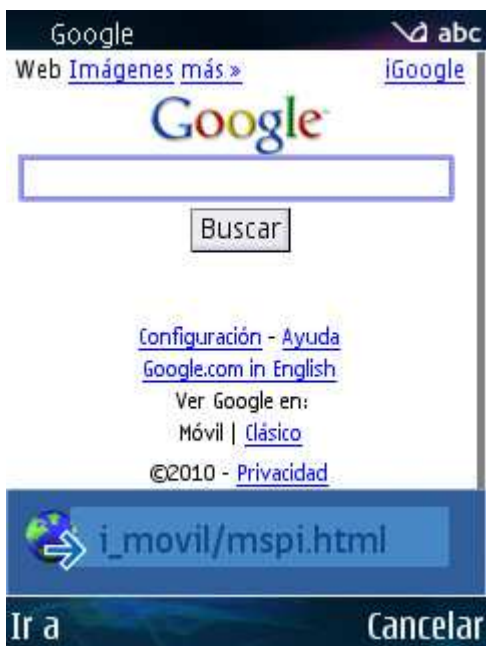 Google abc
Web Imágenes más » iGoogle
Google
Buscar
Configuración - Ayuda
Google.com in English
Ver Google en:
Móvil | Clásico
©2010 - Privacidad
i_movil/mspi.html
Ir a Cancelar